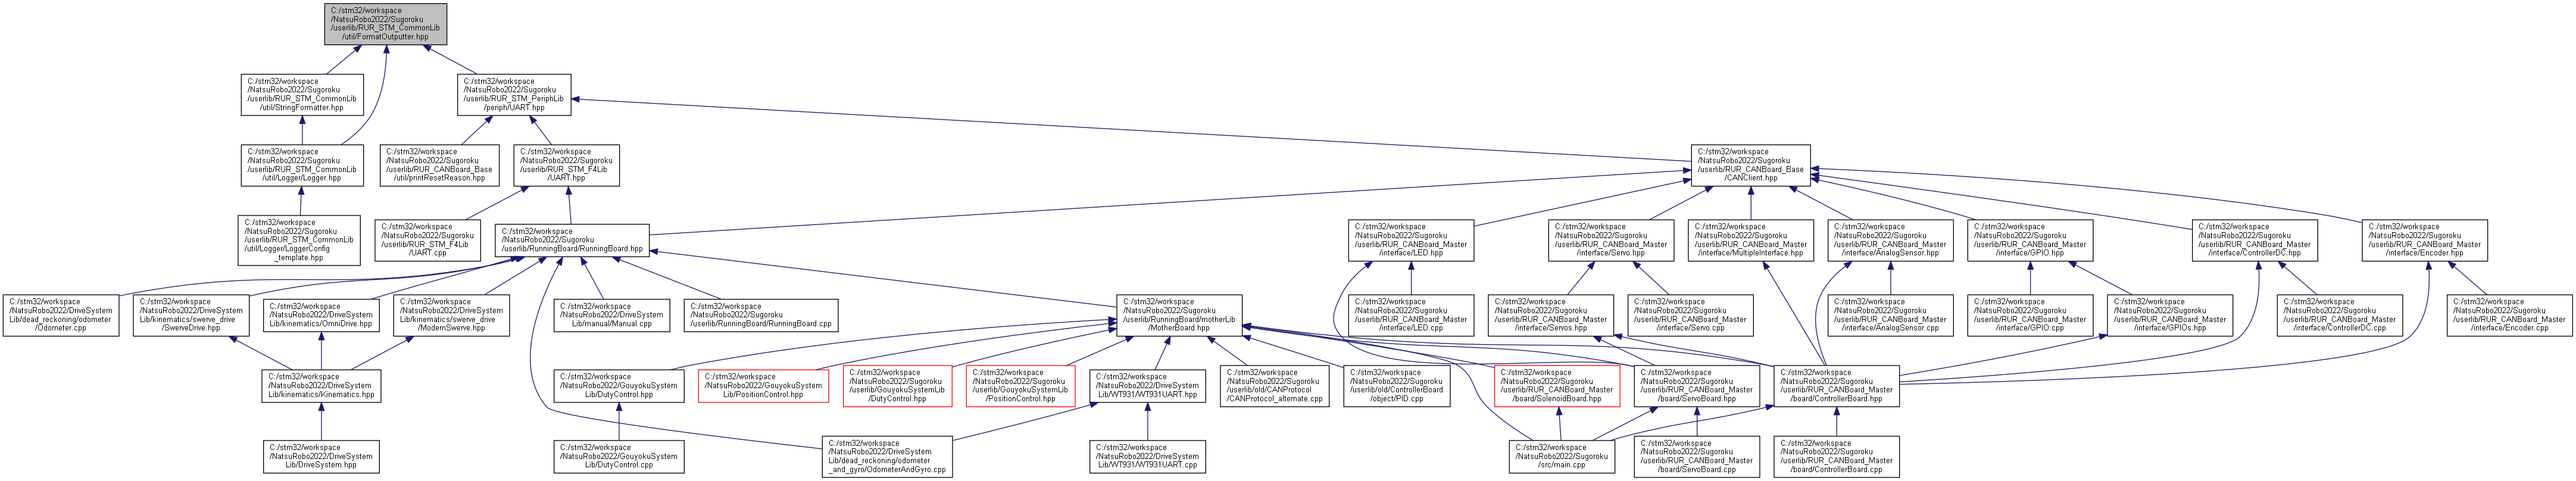 C:/stm32/workspace
/NatsuRobo2022/Sugoroku
/userlib/RUR_STM_CommonLib
/util/FormatOutputter.hpp
C:/stm32/workspace
/NatsuRobo2022/Sugoroku
/userlib/RUR_STM_CommonLib
/util/StringFormatter.hpp
C:/stm32/workspace
/NatsuRobo2022/Sugoroku
/userlib/RUR_STM_PeriphLib
/periph/UART.hpp
C:/stm32/workspace
/NatsuRobo2022/Sugoroku
/userlib/RUR_STM_CommonLib
/util/Logger/Logger.hpp
C:/stm32/workspace
/NatsuRobo2022/Sugoroku
/userlib/RUR_CANBoard_Base
/util/printResetReason.hpp
C:/stm32/workspace
/NatsuRobo2022/Sugoroku
/userlib/RUR_STM_F4Lib
/UART.hpp
C:/stm32/workspace
/NatsuRobo2022/Sugoroku
/userlib/RUR_CANBoard_Base
/CANClient.hpp
C:/stm32/workspace
/NatsuRobo2022/Sugoroku
/userlib/RUR_STM_CommonLib
/util/Logger/LoggerConfig
_template.hpp
C:/stm32/workspace
/NatsuRobo2022/Sugoroku
/userlib/RUR_STM_F4Lib
/UART.cpp
C:/stm32/workspace
/NatsuRobo2022/Sugoroku
/userlib/RunningBoard/RunningBoard.hpp
C:/stm32/workspace
/NatsuRobo2022/Sugoroku
/userlib/RUR_CANBoard_Master
/interface/LED.hpp
C:/stm32/workspace
/NatsuRobo2022/Sugoroku
/userlib/RUR_CANBoard_Master
/interface/Servo.hpp
C:/stm32/workspace
/NatsuRobo2022/Sugoroku
/userlib/RUR_CANBoard_Master
/interface/MultipleInterface.hpp
C:/stm32/workspace
/NatsuRobo2022/Sugoroku
/userlib/RUR_CANBoard_Master
/interface/AnalogSensor.hpp
C:/stm32/workspace
/NatsuRobo2022/Sugoroku
/userlib/RUR_CANBoard_Master
/interface/GPIO.hpp
C:/stm32/workspace
/NatsuRobo2022/Sugoroku
/userlib/RUR_CANBoard_Master
/interface/ControllerDC.hpp
C:/stm32/workspace
/NatsuRobo2022/Sugoroku
/userlib/RUR_CANBoard_Master
/interface/Encoder.hpp
C:/stm32/workspace
/NatsuRobo2022/DriveSystem
Lib/dead_reckoning/odometer
/Odometer.cpp
C:/stm32/workspace
/NatsuRobo2022/DriveSystem
Lib/kinematics/swerve_drive
/SwerveDrive.hpp
C:/stm32/workspace
/NatsuRobo2022/DriveSystem
Lib/kinematics/OmniDrive.hpp
C:/stm32/workspace
/NatsuRobo2022/DriveSystem
Lib/kinematics/swerve_drive
/ModernSwerve.hpp
C:/stm32/workspace
/NatsuRobo2022/DriveSystem
Lib/manual/Manual.cpp
C:/stm32/workspace
/NatsuRobo2022/Sugoroku
/userlib/RunningBoard/RunningBoard.cpp
C:/stm32/workspace
/NatsuRobo2022/Sugoroku
/userlib/RunningBoard/motherLib
/MotherBoard.hpp
C:/stm32/workspace
/NatsuRobo2022/Sugoroku
/userlib/RUR_CANBoard_Master
/interface/LED.cpp
C:/stm32/workspace
/NatsuRobo2022/Sugoroku
/userlib/RUR_CANBoard_Master
/interface/Servos.hpp
C:/stm32/workspace
/NatsuRobo2022/Sugoroku
/userlib/RUR_CANBoard_Master
/interface/Servo.cpp
C:/stm32/workspace
/NatsuRobo2022/Sugoroku
/userlib/RUR_CANBoard_Master
/interface/AnalogSensor.cpp
C:/stm32/workspace
/NatsuRobo2022/Sugoroku
/userlib/RUR_CANBoard_Master
/interface/GPIO.cpp
C:/stm32/workspace
/NatsuRobo2022/Sugoroku
/userlib/RUR_CANBoard_Master
/interface/GPIOs.hpp
C:/stm32/workspace
/NatsuRobo2022/Sugoroku
/userlib/RUR_CANBoard_Master
/interface/ControllerDC.cpp
C:/stm32/workspace
/NatsuRobo2022/Sugoroku
/userlib/RUR_CANBoard_Master
/interface/Encoder.cpp
C:/stm32/workspace
/NatsuRobo2022/DriveSystem
Lib/kinematics/Kinematics.hpp
C:/stm32/workspace
/NatsuRobo2022/GouyokuSystem
Lib/DutyControl.hpp
C:/stm32/workspace
/NatsuRobo2022/GouyokuSystem
Lib/PositionControl.hpp
C:/stm32/workspace
/NatsuRobo2022/Sugoroku
/userlib/GouyokuSystemLib
/DutyControl.hpp
C:/stm32/workspace
/NatsuRobo2022/Sugoroku
/userlib/GouyokuSystemLib
/PositionControl.hpp
C:/stm32/workspace
/NatsuRobo2022/DriveSystem
Lib/WT931/WT931UART.hpp
C:/stm32/workspace
/NatsuRobo2022/Sugoroku
/userlib/old/CANProtocol
/CANProtocol_alternate.cpp
C:/stm32/workspace
/NatsuRobo2022/Sugoroku
/userlib/old/ControllerBoard
/object/PID.cpp
C:/stm32/workspace
/NatsuRobo2022/Sugoroku
/userlib/RUR_CANBoard_Master
/board/SolenoidBoard.hpp
C:/stm32/workspace
/NatsuRobo2022/Sugoroku
/userlib/RUR_CANBoard_Master
/board/ServoBoard.hpp
C:/stm32/workspace
/NatsuRobo2022/Sugoroku
/userlib/RUR_CANBoard_Master
/board/ControllerBoard.hpp
C:/stm32/workspace
/NatsuRobo2022/DriveSystem
Lib/DriveSystem.hpp
C:/stm32/workspace
/NatsuRobo2022/GouyokuSystem
Lib/DutyControl.cpp
C:/stm32/workspace
/NatsuRobo2022/DriveSystem
Lib/dead_reckoning/odometer
_and_gyro/OdometerAndGyro.cpp
C:/stm32/workspace
/NatsuRobo2022/DriveSystem
Lib/WT931/WT931UART.cpp
C:/stm32/workspace
/NatsuRobo2022/Sugoroku
/src/main.cpp
C:/stm32/workspace
/NatsuRobo2022/Sugoroku
/userlib/RUR_CANBoard_Master
/board/ServoBoard.cpp
C:/stm32/workspace
/NatsuRobo2022/Sugoroku
/userlib/RUR_CANBoard_Master
/board/ControllerBoard.cpp